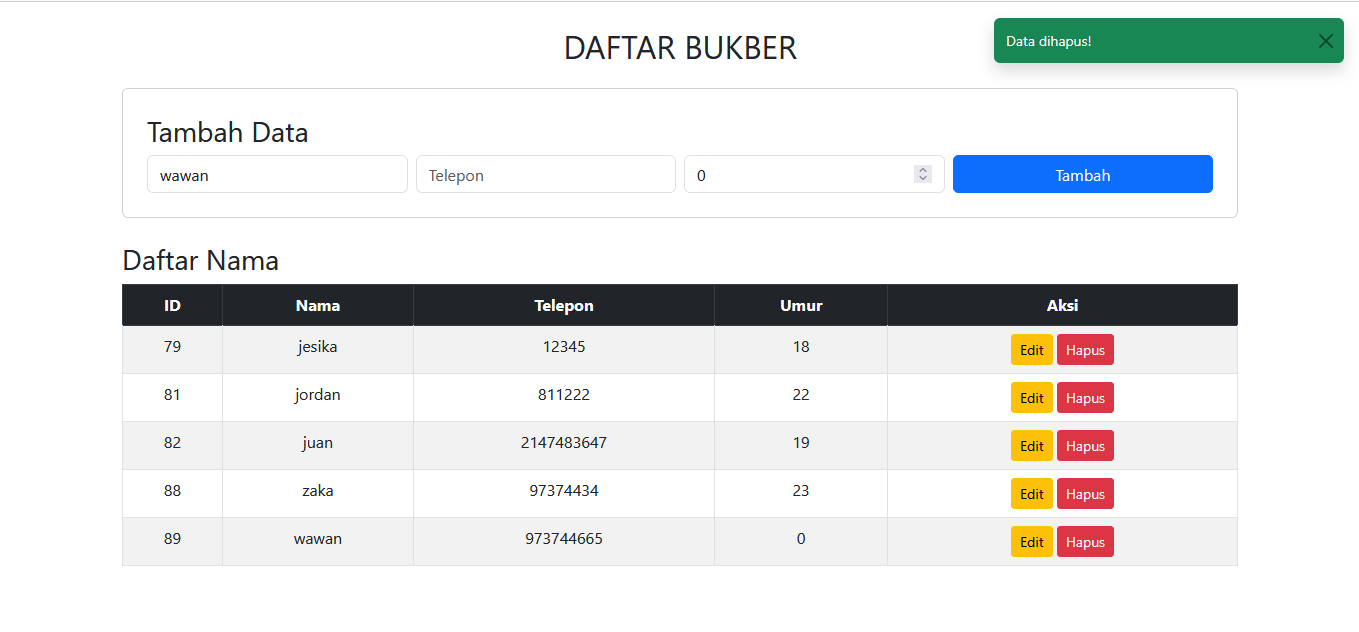 DAFTAR BUKBER
Data dihapus!
Tambah Data
wawan Telepon 0 Tambah
Daftar Nama
ID Nama Telepon Umur Aksi
79 jesika 12345 18 Edit Hapus
81 jordan 811222 22 Edit Hapus
82 juan 2147483647 19 Edit Hapus
88 zaka 97374434 23 Edit Hapus
89 wawan 973744665 0 Edit Hapus